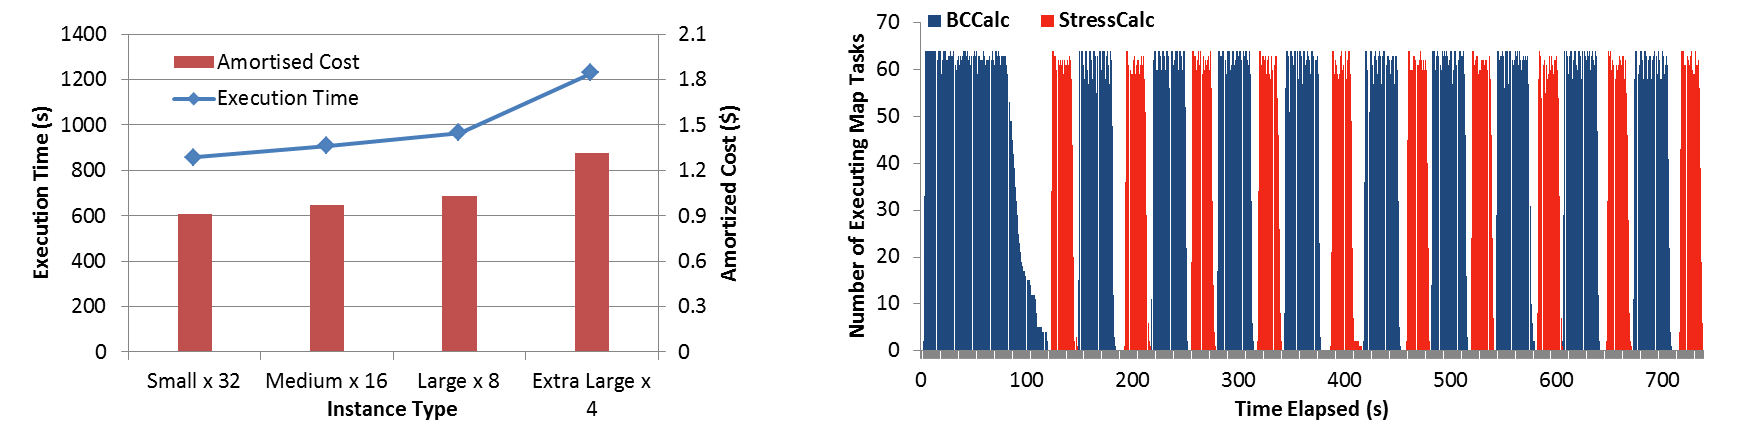 1400
1200
1000
800
600
400
200
0
Execution Time (s)
Amortised Cost
Execution Time
2.1
1.8
1.5
1.2
0.9
0.6
0.3
0
Amortized Cost ($)
Small x 32
Medium x 16
Large x 8
Extra Large x
4
Instance Type
70
60
50
40
30
20
10
0
Number of Executing Map Tasks
BCCalc
StressCalc
0
100
200
300
400
500
600
700
Time Elapsed (s)